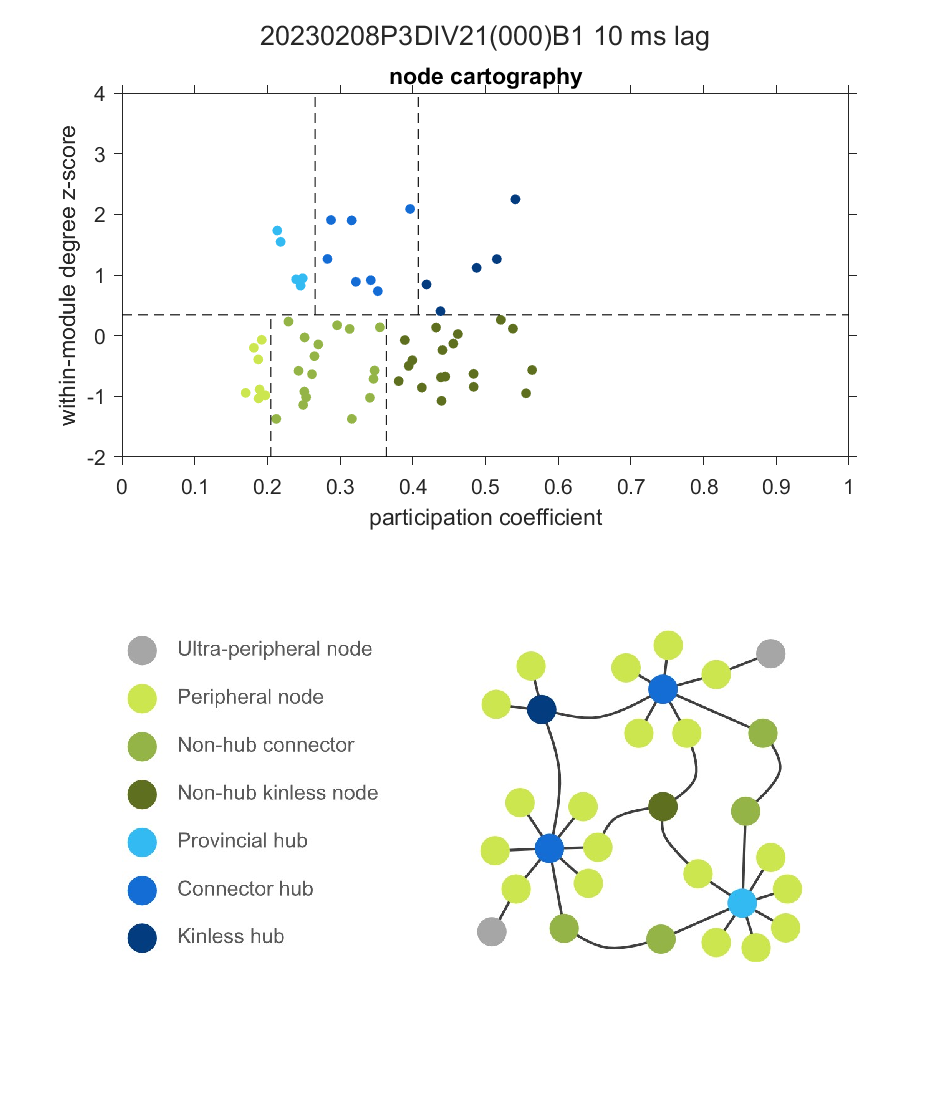 20230208P3DIV21(000)B1 10 ms lag
node cartography
within-module degree z-score
4
3
2
1
0
-1
-2
0 0.1 0.2 0.3 0.4 0.5 0.6 0.7 0.8 0.9 1
participation coefficient
Ultra-peripheral node
Peripheral node
Non-hub connector
Non-hub kinless node
Provincial hub
Connector hub
Kinless hub